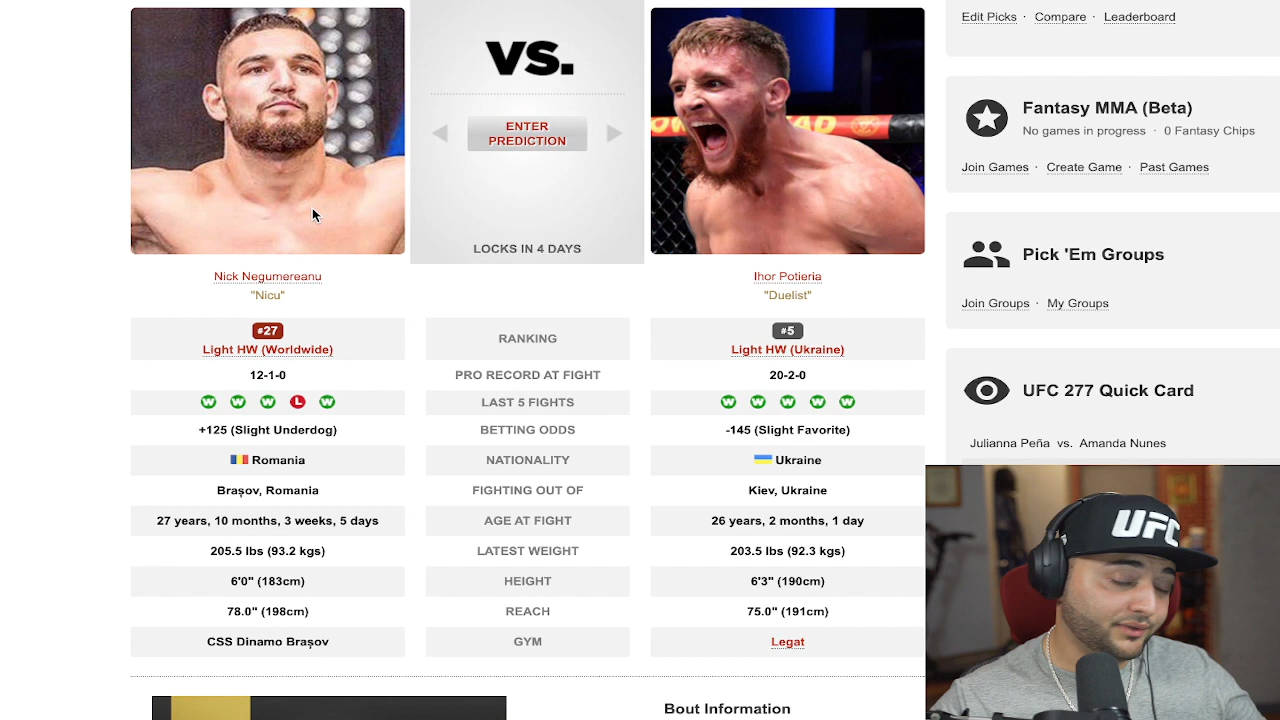 VS.
ENTER
PREDICTION
LOCKS IN 4 DAYS
Nick Negumereanu
"Nicu"
Ihor Potieria
"Duelist"
#27
Light HW (Worldwide)
RANKING
#5
Light HW (Ukraine)
12-1-0 PRO RECORD AT FIGHT 20-2-0
W W W L W LAST 5 FIGHTS W W W W W
+125 (Slight Underdog) BETTING ODDS -145 (Slight Favorite)
Romania NATIONALITY Ukraine
Brașov, Romania FIGHTING OUT OF Kiev, Ukraine
27 years, 10 months, 3 weeks, 5 days AGE AT FIGHT 26 years, 2 months, 1 day
205.5 lbs (93.2 kgs) LATEST WEIGHT 203.5 lbs (92.3 kgs)
6'0" (183cm) HEIGHT 6'3" (190cm)
78.0" (198cm) REACH 75.0" (191cm)
CSS Dinamo Brașov GYM Legat
Bout Information
Edit Picks · Compare · Leaderboard
Fantasy MMA (Beta)
No games in progress · 0 Fantasy Chips
Join Games · Create Game · Past Games
Pick 'Em Groups
Join Groups · My Groups
UFC 277 Quick Card
Julianna Peña vs. Amanda Nunes
UFC